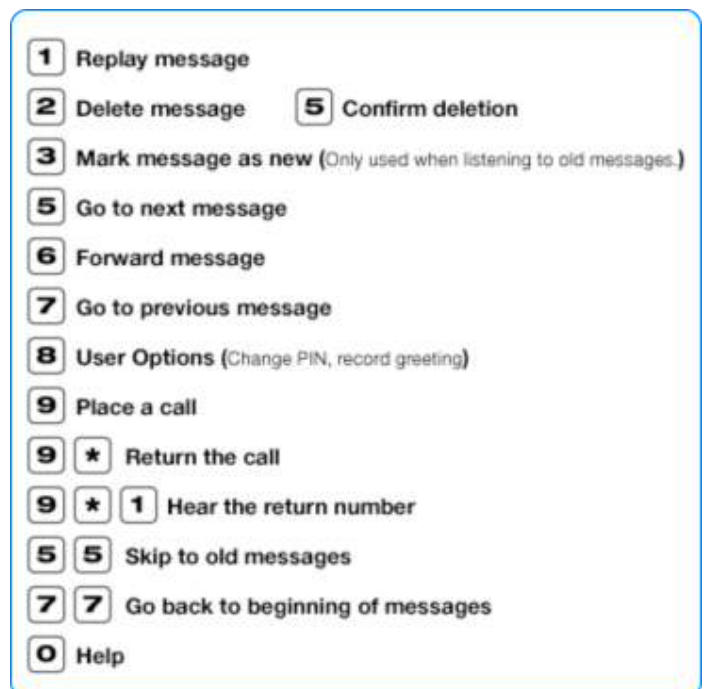 1 Replay message
2 Delete message 5 Confirm deletion
3 Mark message as new (Only used when listening to old messages.)
5 Go to next message
6 Forward message
7 Go to previous message
8 User Options (Change PIN, record greeting)
9 Place a call
9 * Return the call
9 * 1 Hear the return number
5 5 Skip to old messages
7 7 Go back to beginning of messages
0 Help